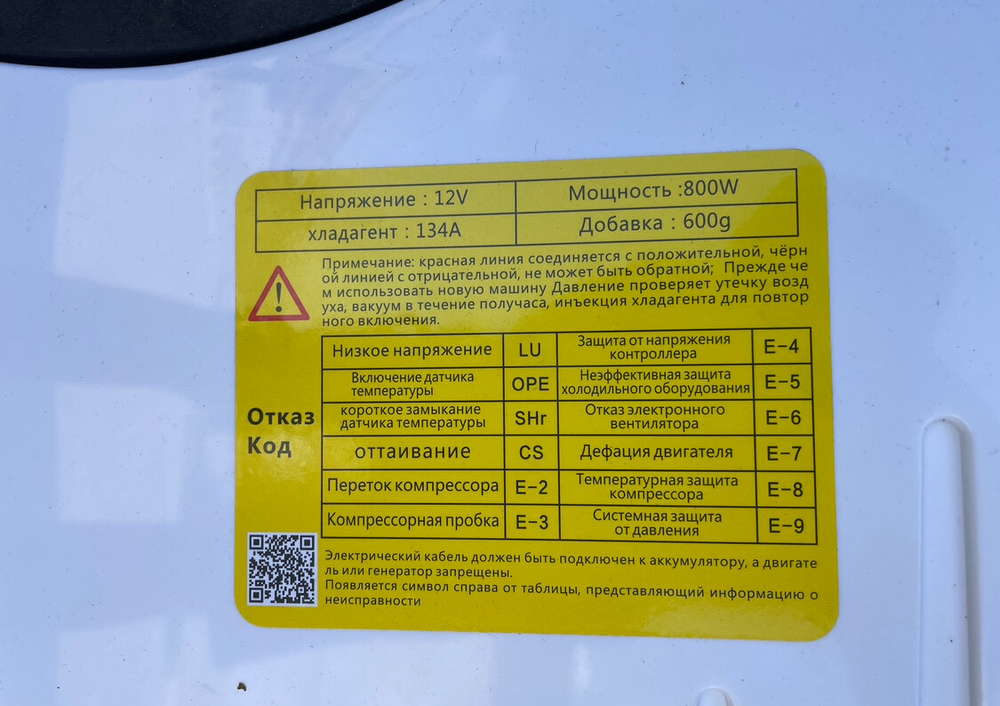 Напряжение : 12V
Мощность :800W
хладагент : 134A
Добавка : 600g
Примечание: красная линия соединяется с положительной, чёрн
ой линией с отрицательной, не может быть обратной; Прежде че
м использовать новую машину Давление проверяет утечку возд
уха, вакуум в течение получаса, инъекция хладагента для повтор
ного включения.
Отказ
Код
Низкое напряжение
LU
Защита от напряжения
контроллера
E-4
Включение датчика
температуры
OPE
Неэффективная защита
холодильного оборудования
E-5
короткое замыкание
датчика температуры
SHr
Отказ электронного
вентилятора
E-6
оттаивание
CS
Дефация двигателя
E-7
Переток компрессора
E-2
Температурная защита
компрессора
E-8
Компрессорная пробка
E-3
Системная защита
от давления
E-9
Электрический кабель должен быть подключен к аккумулятору, а двигате
ль или генератор запрещены.
Появляется символ справа от таблицы, представляющий информацию о
неисправности